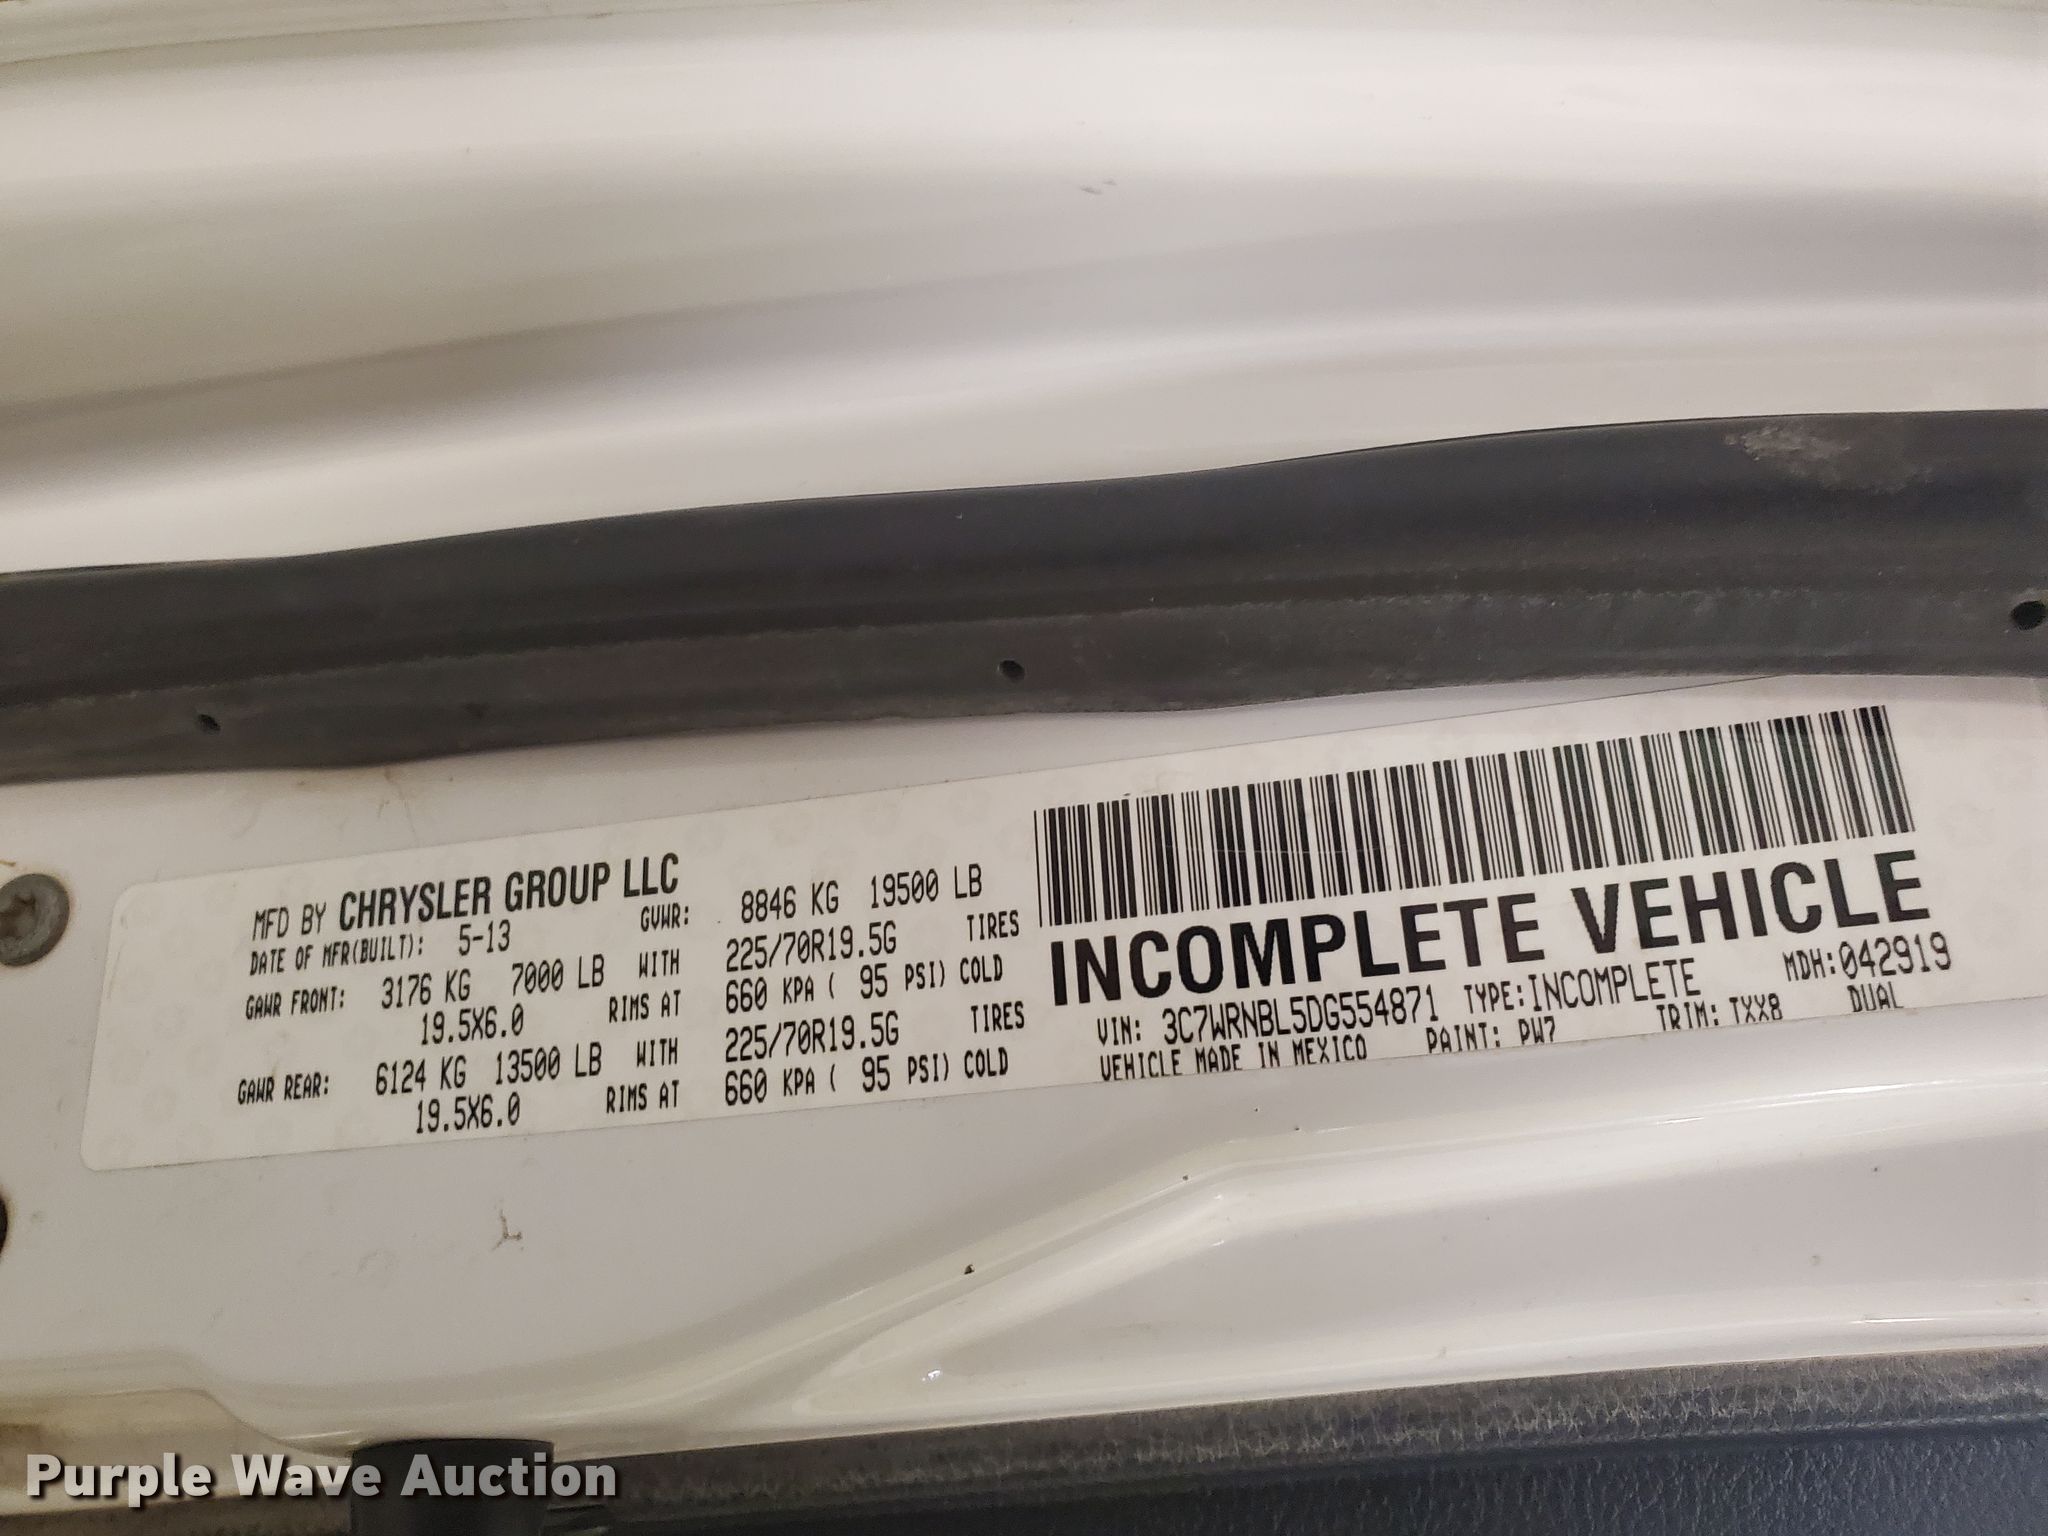 MFD BY CHRYSLER GROUP LLC
DATE OF MFR(BUILT): 5-13 GVWR: 8846 KG 19500 LB
GAWR FRONT: 3176 KG 7000 LB WITH 225/70R19.5G TIRES
19.5X6.0 RIMS AT 660 KPA ( 95 PSI) COLD
GAWR REAR: 6124 KG 13500 LB WITH 225/70R19.5G TIRES
19.5X6.0 RIMS AT 660 KPA ( 95 PSI) COLD
INCOMPLETE VEHICLE
MDH:042919
VIN: 3C7WRNBL5DG554871 TYPE:INCOMPLETE DUAL
VEHICLE MADE IN MEXICO PAINT: PW7 TRIM: TXX8
Purple Wave Auction